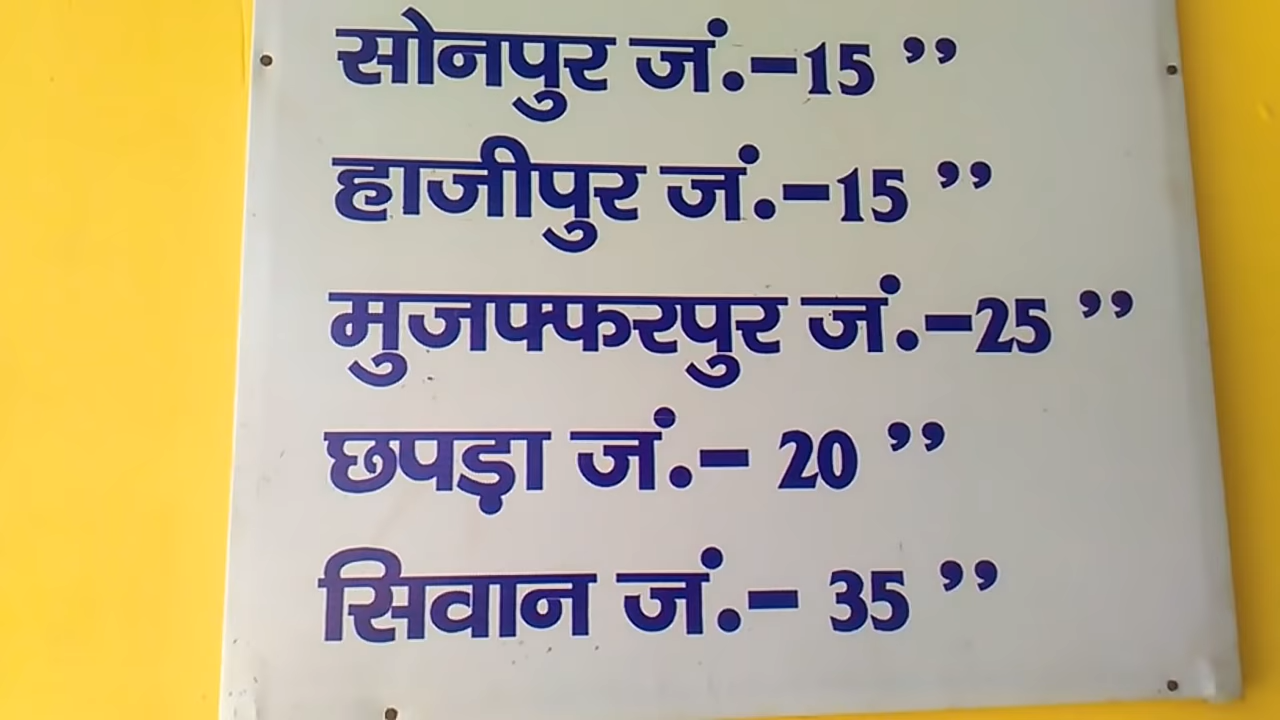 सोनपुर जं.-15 ’’
हाजीपुर जं.-15 ’’
मुजफ्फरपुर जं.-25 ’’
छपड़ा जं.- 20 ’’
सिवान जं.- 35 ’’